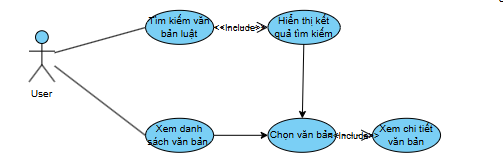 Tìm kiếm văn
bản luật
<<Include>>
Hiển thị kết
quả tìm kiếm
User
Xem danh
sách văn bản
Chọn văn bản
<<Include>>
Xem chi tiết
văn bản